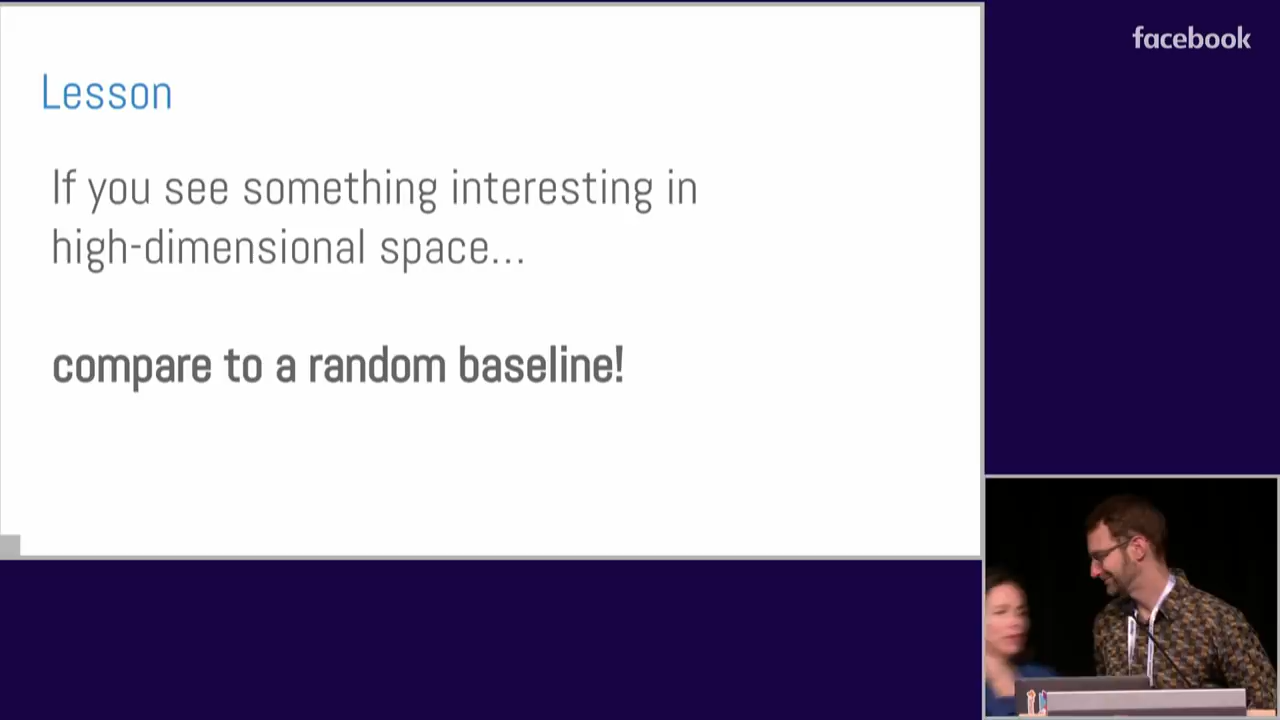 facebook
Lesson
If you see something interesting in
high-dimensional space...
compare to a random baseline!